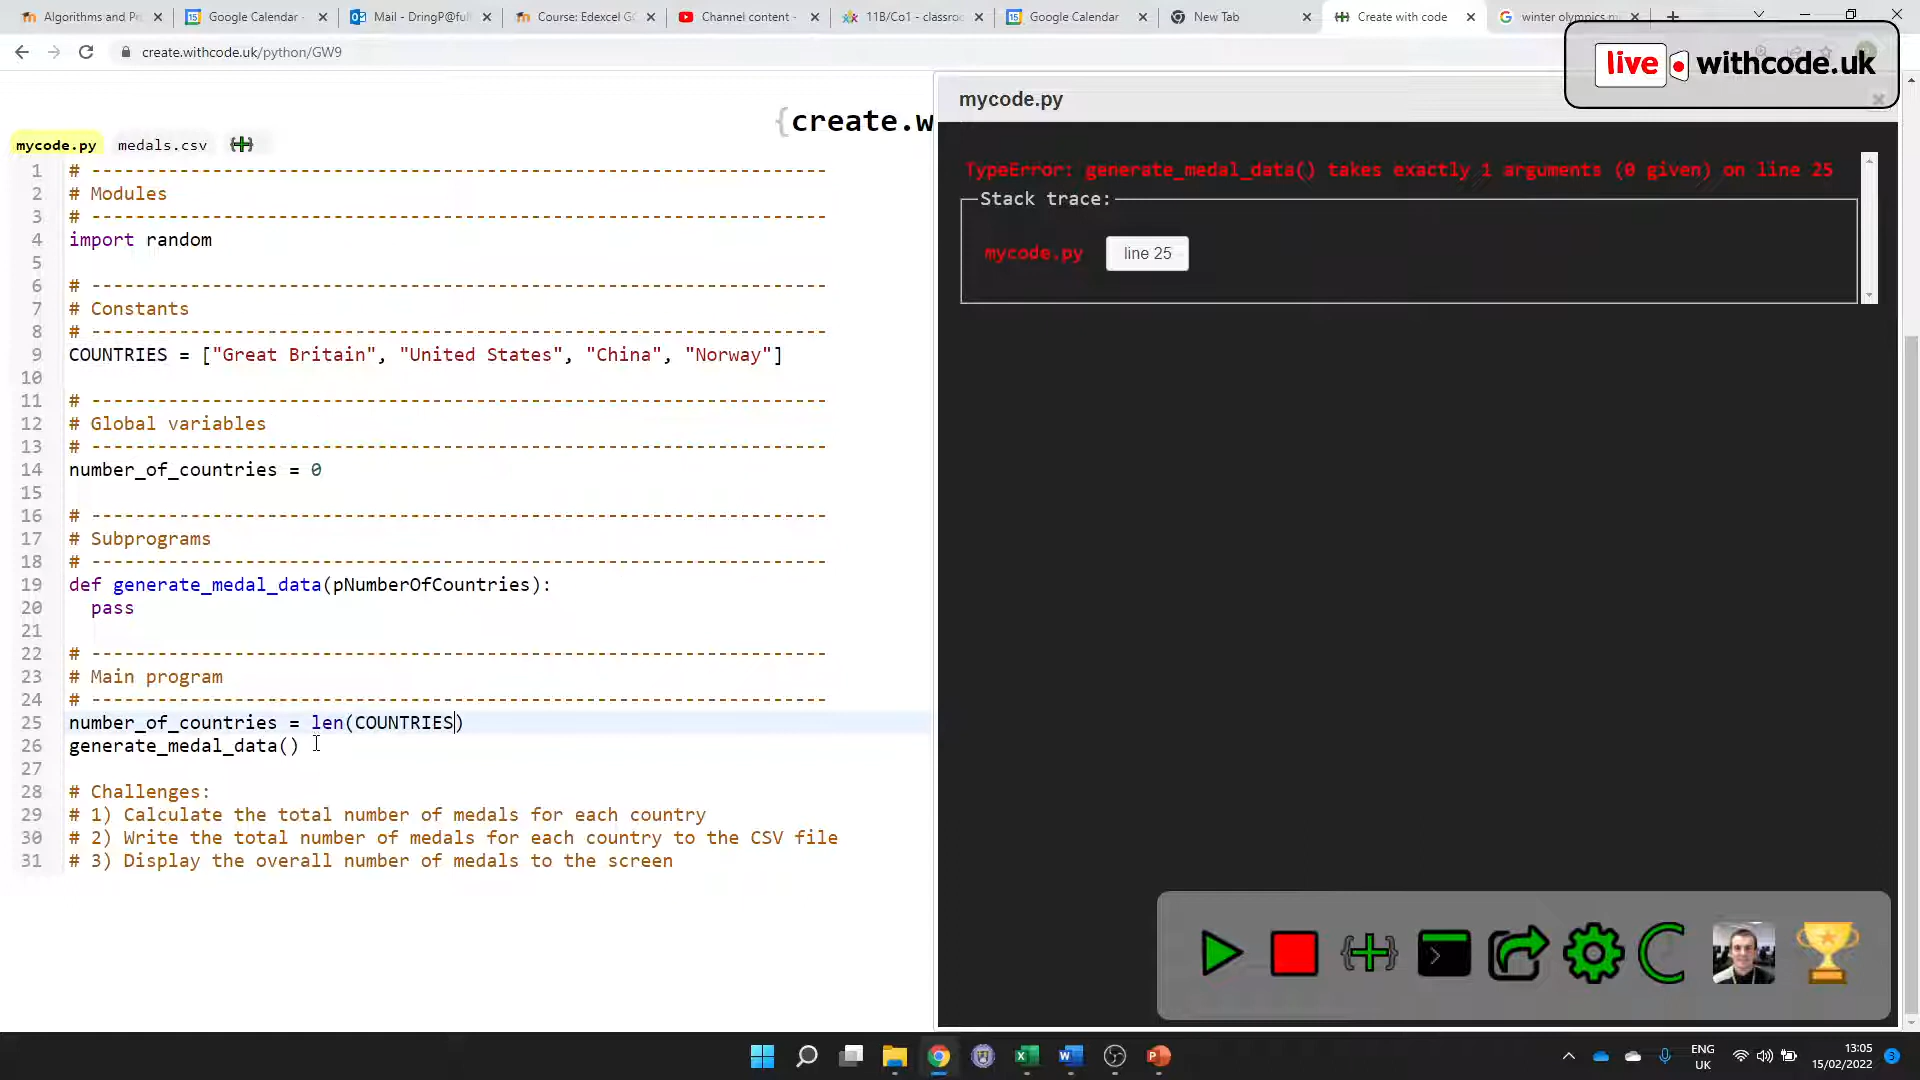 Algorithms and Pr
Google Calendar -
Mail - DringP@full
Course: Edexcel GC
Channel content -
11B/Co1 - classroo
Google Calendar
New Tab
Create with code
winter olympics m
create.withcode.uk/python/GW9
live withcode.uk
{create.w
mycode.py medals.csv {+}
1 # -------------------------------------------------------------------
2 # Modules
3 # -------------------------------------------------------------------
4 import random
5
6 # -------------------------------------------------------------------
7 # Constants
8 # -------------------------------------------------------------------
9 COUNTRIES = ["Great Britain", "United States", "China", "Norway"]
10
11 # -------------------------------------------------------------------
12 # Global variables
13 # -------------------------------------------------------------------
14 number_of_countries = 0
15
16 # -------------------------------------------------------------------
17 # Subprograms
18 # -------------------------------------------------------------------
19 def generate_medal_data(pNumberOfCountries):
20 pass
21
22 # -------------------------------------------------------------------
23 # Main program
24 # -------------------------------------------------------------------
25 number_of_countries = len(COUNTRIES)
26 generate_medal_data()
27
28 # Challenges:
29 # 1) Calculate the total number of medals for each country
30 # 2) Write the total number of medals for each country to the CSV file
31 # 3) Display the overall number of medals to the screen
mycode.py
TypeError: generate_medal_data() takes exactly 1 arguments (0 given) on line 25
Stack trace:
mycode.py line 25
ENG
UK
13:05
15/02/2022
3